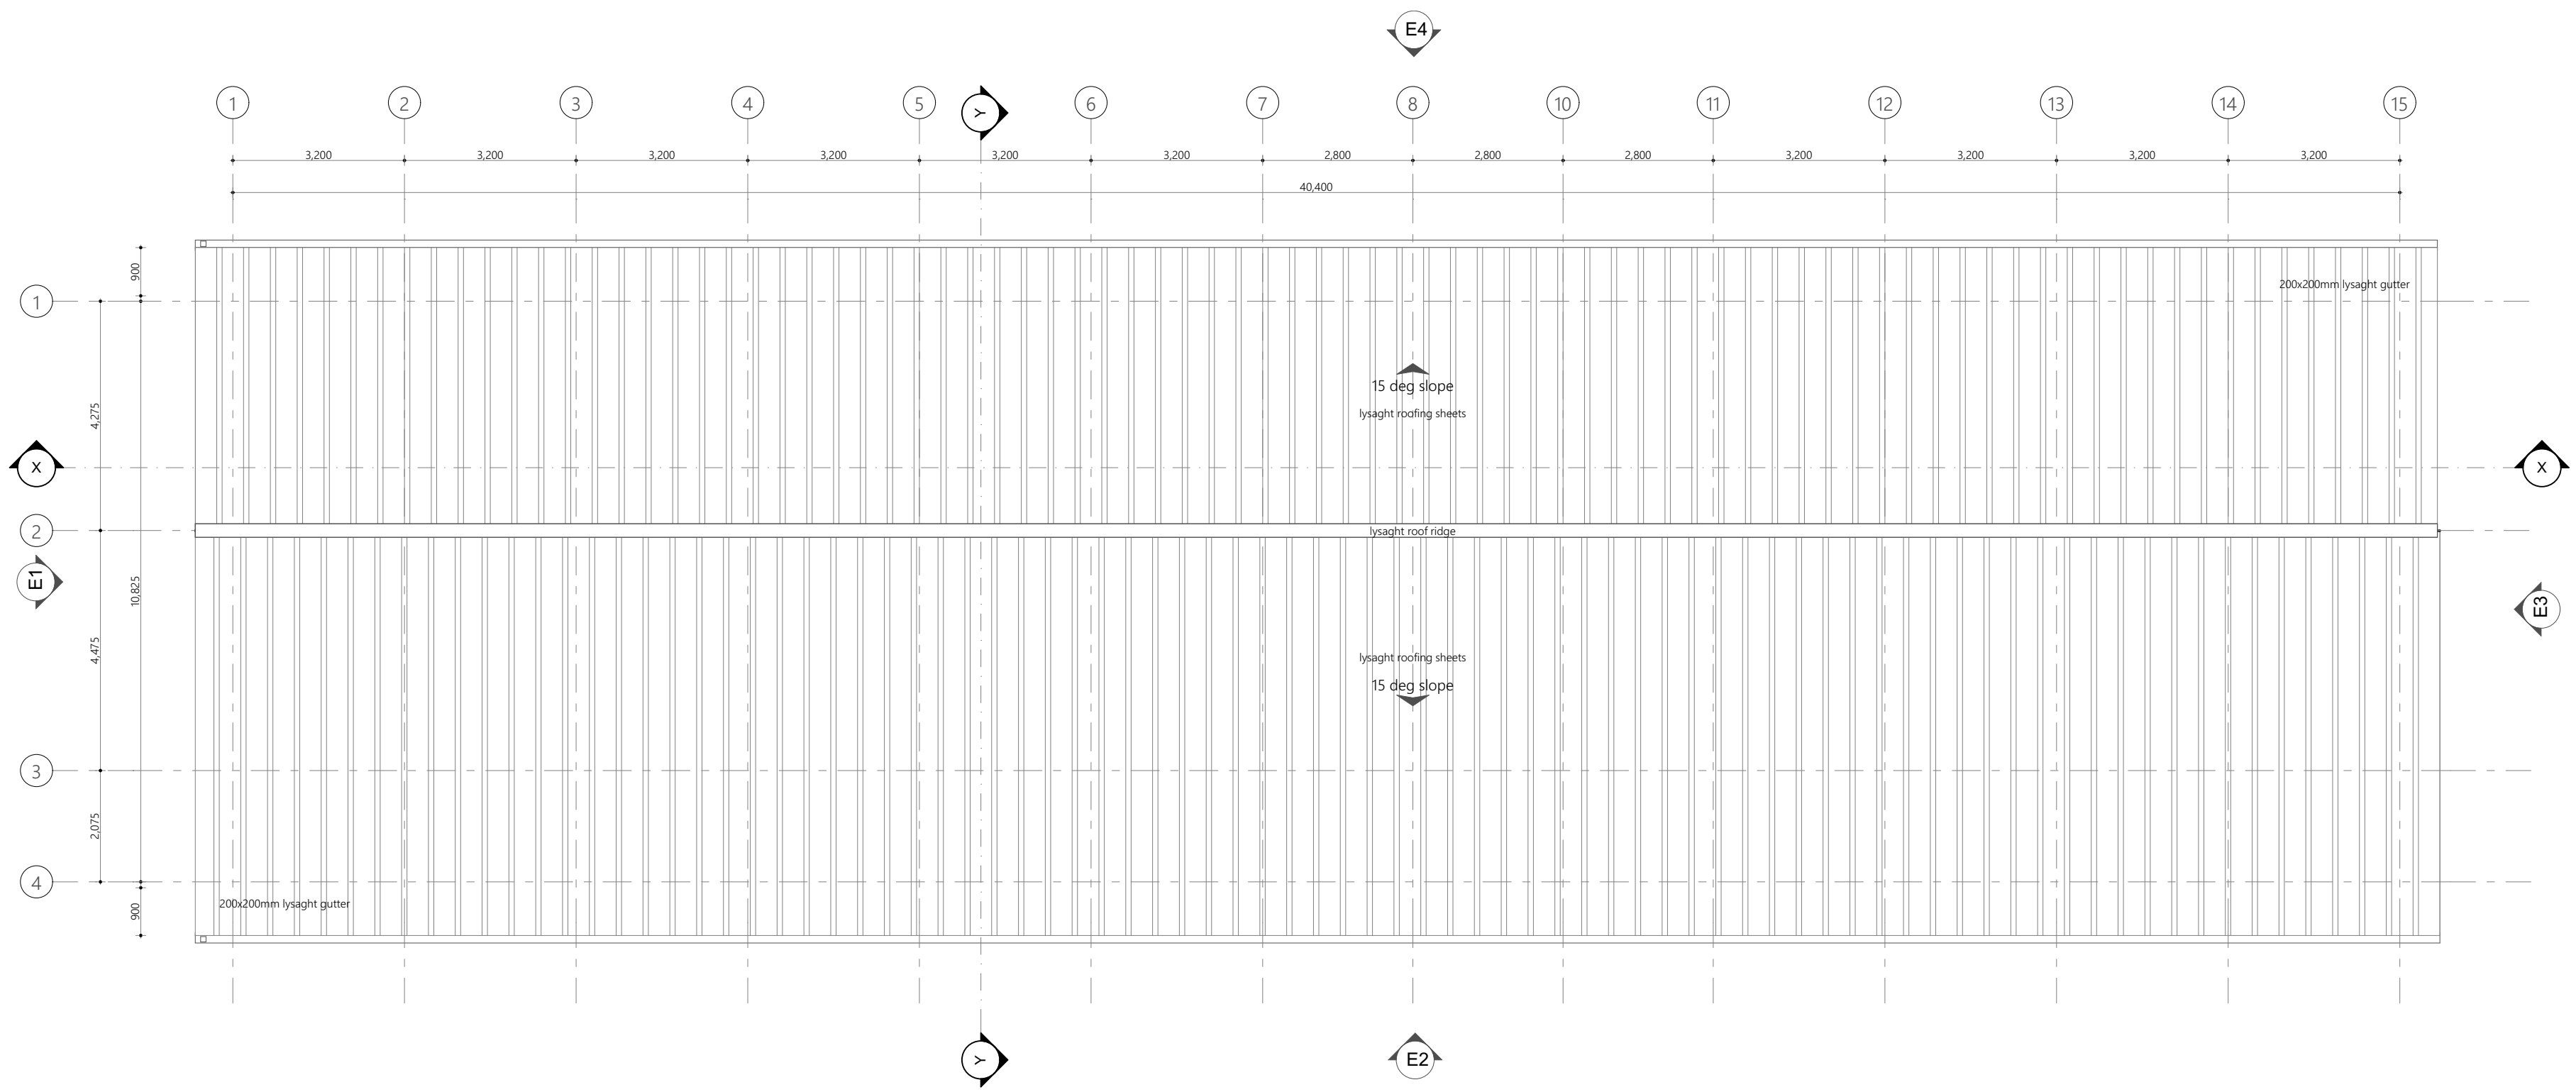 E4
1 2 3 4 5 Y 6 7 8 10 11 12 13 14 15
3,200 3,200 3,200 3,200 3,200 3,200 2,800 2,800 2,800 3,200 3,200 3,200 3,200
40,400
900
1
200x200mm lysaght gutter
15 deg slope
4,275
lysaght roofing sheets
X X
2
lysaght roof ridge
E1
10,825
E3
4,475
lysaght roofing sheets
15 deg slope
3
2,075
4
200x200mm lysaght gutter
900
Y
E2